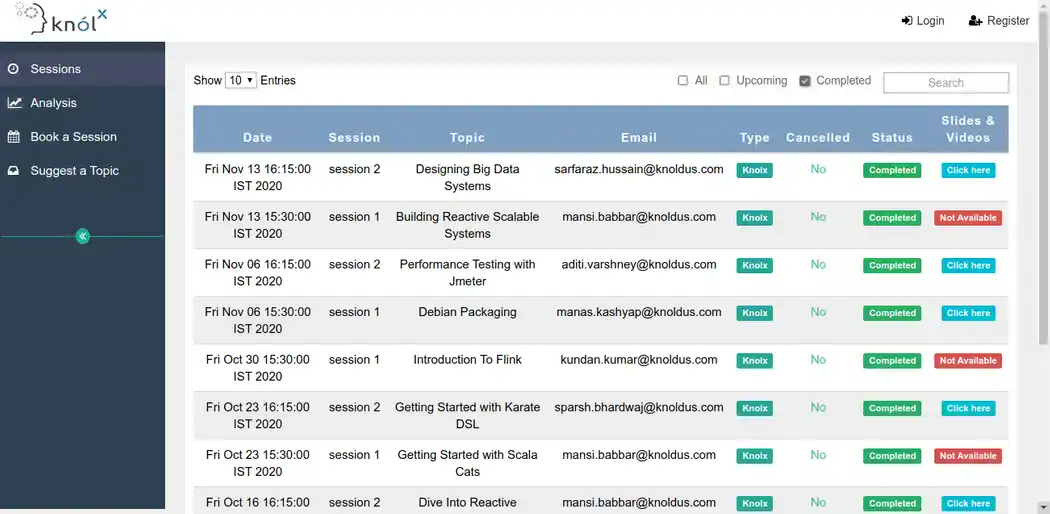 knól x
Login Register
Sessions
Analysis
Book a Session
Suggest a Topic
Show 10 Entries All Upcoming Completed Search
Date Session Topic Email Type Cancelled Status Slides & Videos
Fri Nov 13 16:15:00 session 2 Designing Big Data sarfaraz.hussain@knoldus.com Knolx No Completed Click here
IST 2020 Systems
Fri Nov 13 15:30:00 session 1 Building Reactive Scalable mansi.babbar@knoldus.com Knolx No Completed Not Available
IST 2020 Systems
Fri Nov 06 16:15:00 session 2 Performance Testing with aditi.varshney@knoldus.com Knolx No Completed Click here
IST 2020 Jmeter
Fri Nov 06 15:30:00 session 1 Debian Packaging manas.kashyap@knoldus.com Knolx No Completed Click here
IST 2020
Fri Oct 30 15:30:00 session 1 Introduction To Flink kundan.kumar@knoldus.com Knolx No Completed Not Available
IST 2020
Fri Oct 23 16:15:00 session 2 Getting Started with Karate sparsh.bhardwaj@knoldus.com Knolx No Completed Click here
IST 2020 DSL
Fri Oct 23 15:30:00 session 1 Getting Started with Scala mansi.babbar@knoldus.com Knolx No Completed Not Available
IST 2020 Cats
Fri Oct 16 16:15:00 session 2 Dive Into Reactive mansi.babbar@knoldus.com Knolx No Completed Click here